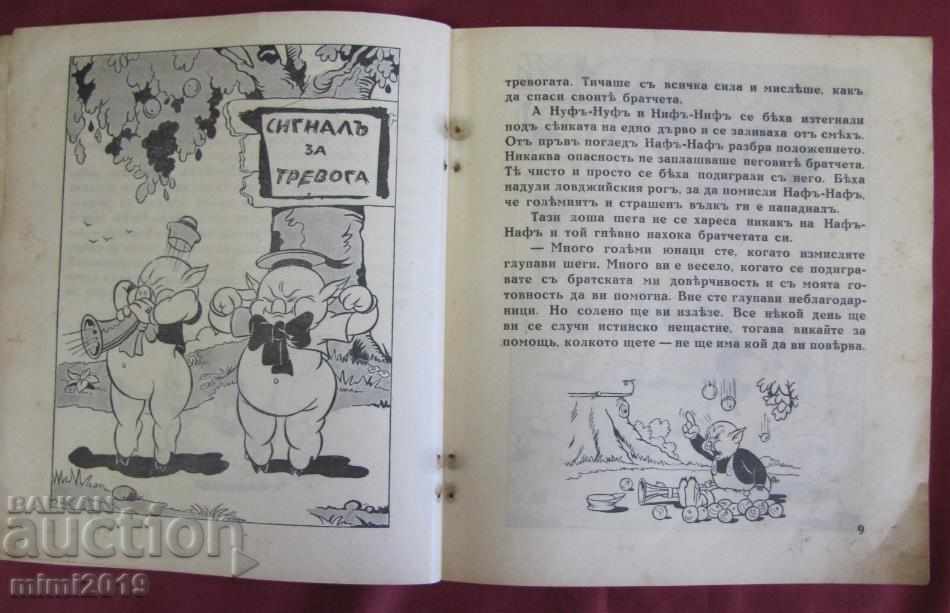 СИГНАЛЪ
ЗА
ТРЕВОГА
тревогата. Тичаше съ всичка сила и мислѣше, какъ
да спаси своитѣ братчета.
А Нуфъ-Нуфъ и Нифъ-Нифъ се бѣха изтегнали
подъ сѣнката на едно дърво и се заливаха отъ смѣхъ.
Отъ пръвъ погледъ Нафъ-Нафъ разбра положението.
Никаква опасность не заплашваше неговитѣ братчета.
Тѣ чисто и просто се бѣха подиграли съ него. Бѣха
надули ловджийския рогъ, за да помисли Нафъ-Нафъ,
че голѣмиятъ и страшенъ вълкъ ги е нападналъ.
Тази лоша шега не се хареса никакъ на Нафъ-
Нафъ и той гнѣвно нахока братчетата си.
— Много голѣми юнаци сте, когато измисляте
глупави шеги. Много ви е весело, когато се подигра-
вате съ братската ми довѣрчивость и съ моята го-
товность да ви помогна. Вие сте глупави неблагодар-
ници. Но солено ще ви излѣзе. Все нѣкой день ще
ви се случи истинско нещастие, тогава викайте за
помощь, колкото щете — не ще има кой да ви повѣрва.
9
BALKAN
auction
mimi2019